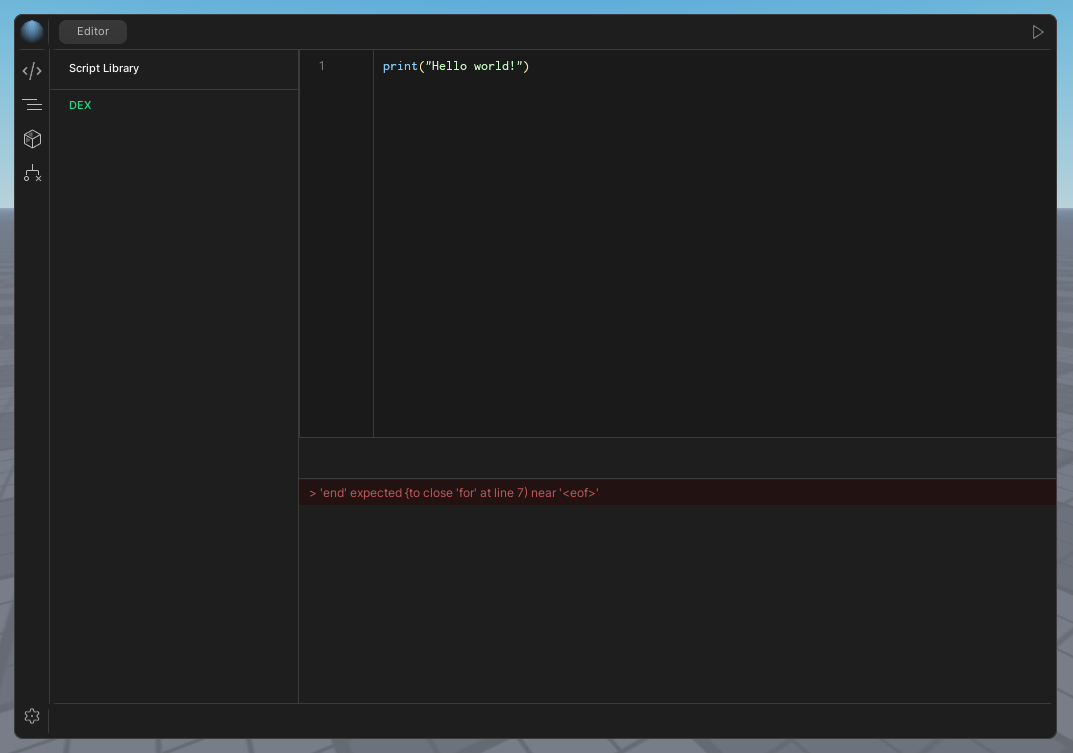 Editor
Script Library
DEX
1
print("Hello world!")
> 'end' expected (to close 'for' at line 7) near '<eof>'